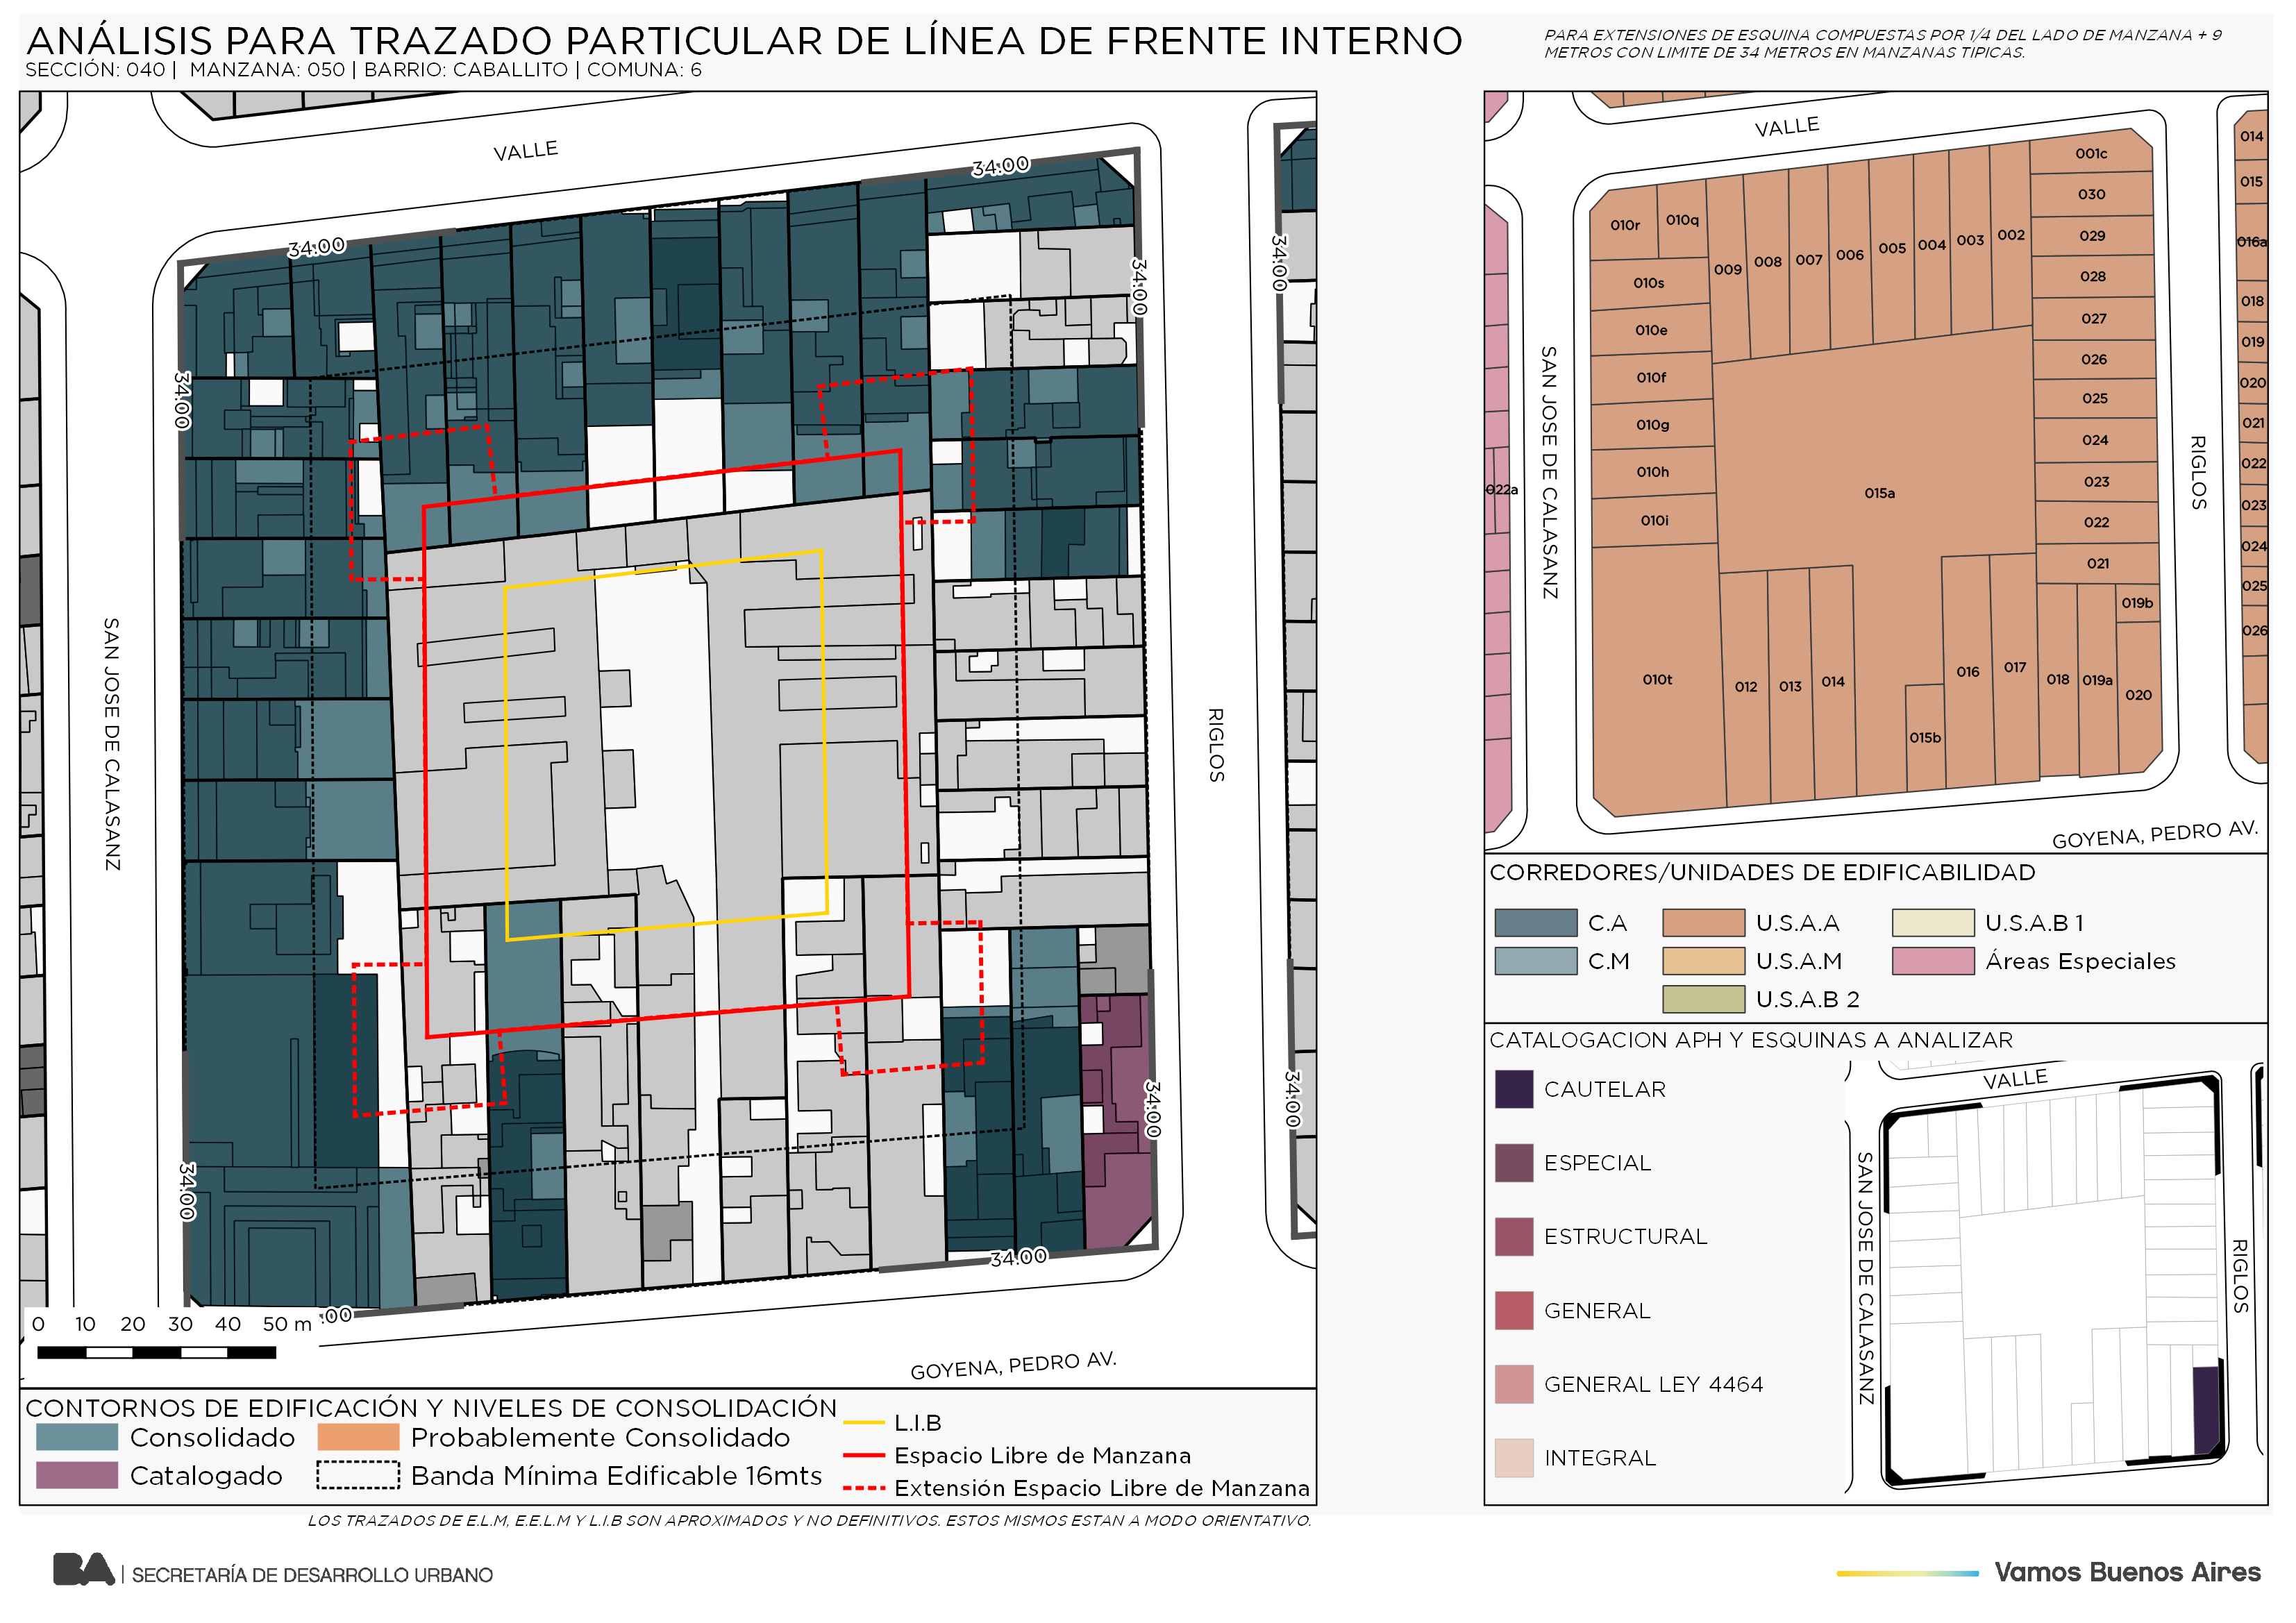 ANÁLISIS PARA TRAZADO PARTICULAR DE LÍNEA DE FRENTE INTERNO
SECCIÓN: 040 | MANZANA: 050 | BARRIO: CABALLITO | COMUNA: 6
PARA EXTENSIONES DE ESQUINA COMPUESTAS POR 1/4 DEL LADO DE MANZANA + 9
METROS CON LIMITE DE 34 METROS EN MANZANAS TIPICAS.
VALLE
34.00
34.00
34.00
34.00
34.00
SAN JOSE DE CALASANZ
RIGLOS
34.00
34.00
34.00
34.00
:00
0 10 20 30 40 50 m
GOYENA, PEDRO AV.
CONTORNOS DE EDIFICACIÓN Y NIVELES DE CONSOLIDACIÓN
Consolidado
Probablemente Consolidado
Catalogado
Banda Mínima Edificable 16mts
L.I.B
Espacio Libre de Manzana
Extensión Espacio Libre de Manzana
LOS TRAZADOS DE E.L.M, E.E.L.M Y L.I.B SON APROXIMADOS Y NO DEFINITIVOS. ESTOS MISMOS ESTAN A MODO ORIENTATIVO.
VALLE
001c
030
029
028
027
026
025
024
023
022
021
019b
010r
010q
010s
010e
010f
010g
010h
010i
010t
009
008
007
006
005
004
003
002
015a
012
013
014
015b
016
017
018
019a
020
022a
014
015
016a
018
019
020
021
022
023
024
025
026
SAN JOSE DE CALASANZ
RIGLOS
GOYENA, PEDRO AV.
CORREDORES/UNIDADES DE EDIFICABILIDAD
C.A
U.S.A.A
U.S.A.B 1
C.M
U.S.A.M
Áreas Especiales
U.S.A.B 2
CATALOGACION APH Y ESQUINAS A ANALIZAR
CAUTELAR
ESPECIAL
ESTRUCTURAL
GENERAL
GENERAL LEY 4464
INTEGRAL
VALLE
SAN JOSE DE CALASANZ
RIGLOS
BA | SECRETARÍA DE DESARROLLO URBANO
Vamos Buenos Aires